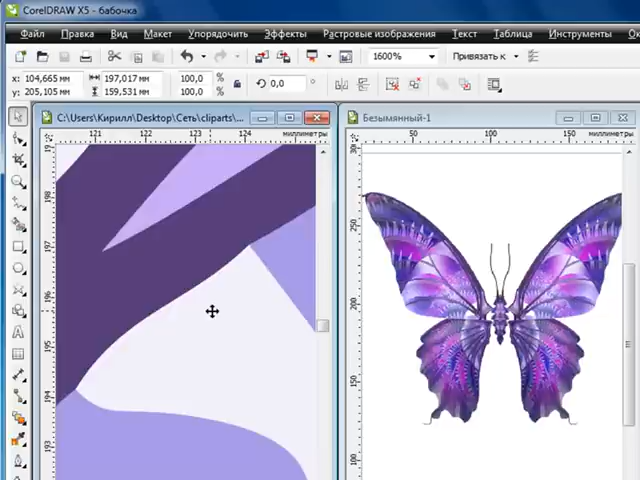 CorelDRAW X5 - бабочка
Файл Правка Вид Макет Упорядочить Эффекты Растровые изображения Текст Таблица Инструменты
1600% Привязать к
x: 104,665 мм 197,017 мм 100,0 %
y: 205,105 мм 159,531 мм 100,0 %
0,0 °
C:\Users\Кирилл\Desktop\Сеть\cliparts\...
Безымянный-1
121 122 123 124 миллиметры
50 100 150
197
196
195
194
193
250
200
150
100